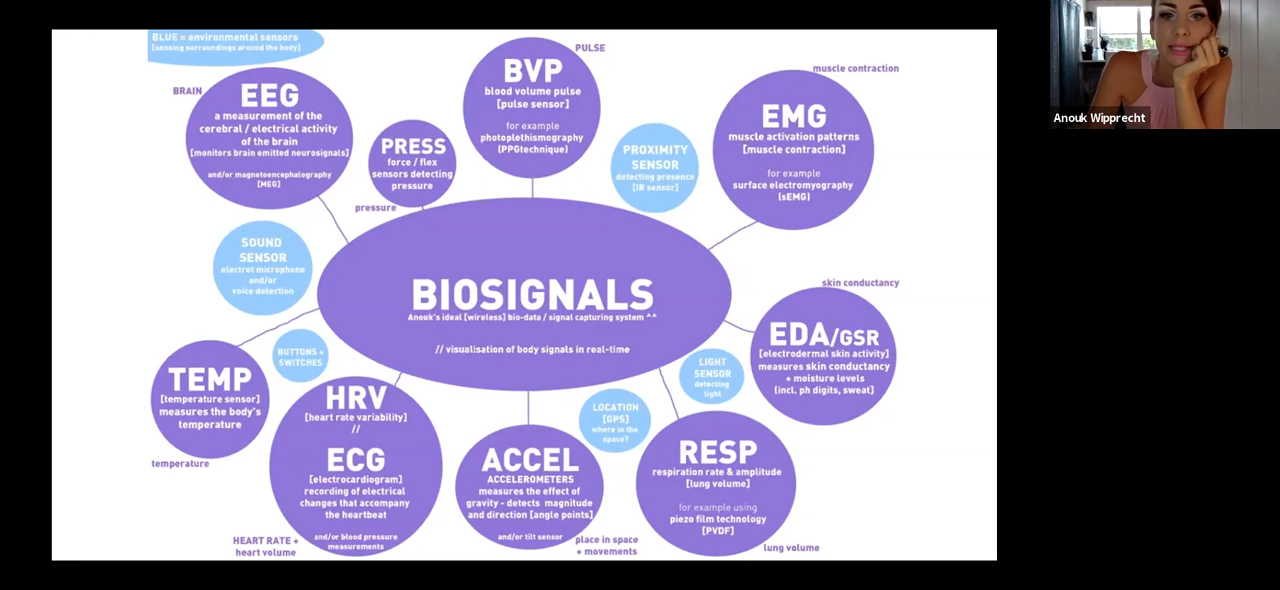 BLUE = environmental sensors
[sensing surroundings around the body]
BRAIN
EEG
a measurement of the
cerebral / electrical activity
of the brain
[monitors brain emitted neurosignals]
and/or magnetoencephalography
[MEG]
PRESS
force / flex
sensors detecting
pressure
pressure
PULSE
BVP
blood volume pulse
[pulse sensor]
for example
photoplethismography
(PPGtechnique)
PROXIMITY
SENSOR
detecting presence
[IR sensor]
muscle contraction
EMG
muscle activation patterns
[muscle contraction]
for example
surface electromyography
(sEMG)
Anouk Wipprecht
SOUND
SENSOR
electret microphone
and/or
voice detection
BIOSIGNALS
Anouk's ideal [wireless] bio-data / signal capturing system ^^
// visualisation of body signals in real-time
skin conductancy
EDA/GSR
[electrodermal skin activity]
measures skin conductancy
+ moisture levels
(incl. ph digits, sweat)
BUTTONS +
SWITCHES
LIGHT
SENSOR
detecting
light
TEMP
[temperature sensor]
measures the body's
temperature
temperature
HRV
[heart rate variability]
//
ECG
[electrocardiogram]
recording of electrical
changes that accompany
the heartbeat
and/or blood pressure
measurements
HEART RATE +
heart volume
ACCEL
ACCELEROMETERS
measures the effect of
gravity - detects magnitude
and direction [angle points]
and/or tilt sensor
place in space
+ movements
LOCATION
[GPS]
where in the
space?
RESP
respiration rate & amplitude
[lung volume]
for example using
piezo film technology
[PVDF]
lung volume